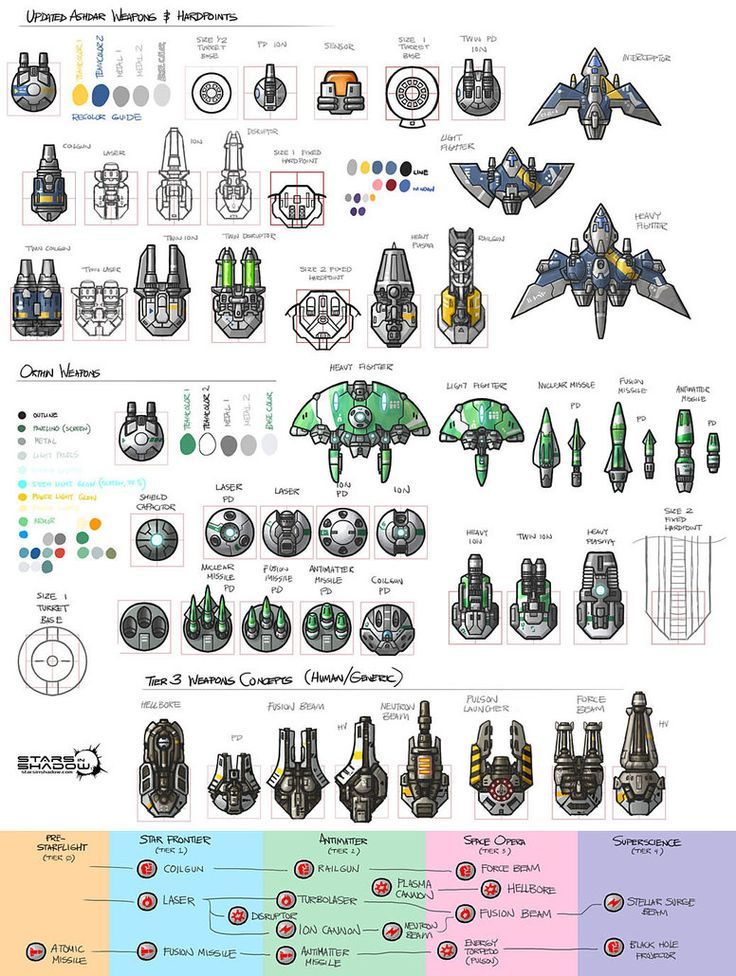 UPDATED ASHDAR WEAPONS & HARDPOINTS
TEAMCOLOR 1
TEAMCOLOR 2
METAL 1
METAL 2
BASE COLOR
RECOLOR GUIDE
SIZE 1/2 TURRET BASE
PD ION
SENSOR
SIZE 1 TURRET BASE
TWIN PD ION
INTERCEPTOR
COILGUN
LASER
ION
DISRUPTOR
SIZE 1 FIXED HARDPOINT
LINE
WINDOW
LIGHT FIGHTER
TWIN COILGUN
TWIN LASER
TWIN ION
TWIN DISRUPTOR
SIZE 2 FIXED HARDPOINT
HEAVY PLASMA
RAILGUN
HEAVY FIGHTER
ORTHIN WEAPONS
OUTLINE
PANELING (SCREEN)
METAL
LIGHT PANELS
POWER LIGHT GLOW
ARMOR
TEAMCOLOR 1
TEAMCOLOR 2
METAL 1
METAL 2
BASE COLOR
HEAVY FIGHTER
LIGHT FIGHTER
NUCLEAR MISSILE
PD
FUSION MISSILE
PD
ANTIMATTER MISSILE
PD
SHIELD CAPACITOR
LASER PD
LASER
ION PD
ION
NUCLEAR MISSILE PD
FUSION MISSILE PD
ANTIMATTER MISSILE PD
COILGUN PD
HEAVY ION
TWIN ION
HEAVY PLASMA
SIZE 2 FIXED HARDPOINT
SIZE 1 TURRET BASE
TIER 3 WEAPONS CONCEPTS (HUMAN/GENERIC)
HELLBORE
PD
FUSION BEAM
HV
NEUTRON BEAM
PULSON LAUNCHER
FORCE BEAM
HV
STARS IN SHADOW
starsinshadow.com
PRE-STARFLIGHT (TIER 0)
STAR FRONTIER (TIER 1)
ANTIMATTER (TIER 2)
SPACE OPERA (TIER 3)
SUPERSCIENCE (TIER 4)
COILGUN
RAILGUN
FORCE BEAM
PLASMA CANNON
HELLBORE
LASER
TURBOLASER
DISRUPTOR
ION CANNON
NEUTRON BEAM
FUSION BEAM
STELLAR SURGE BEAM
ATOMIC MISSILE
FUSION MISSILE
ANTIMATTER MISSILE
ENERGY TORPEDO (PULSON)
BLACK HOLE PROJECTOR